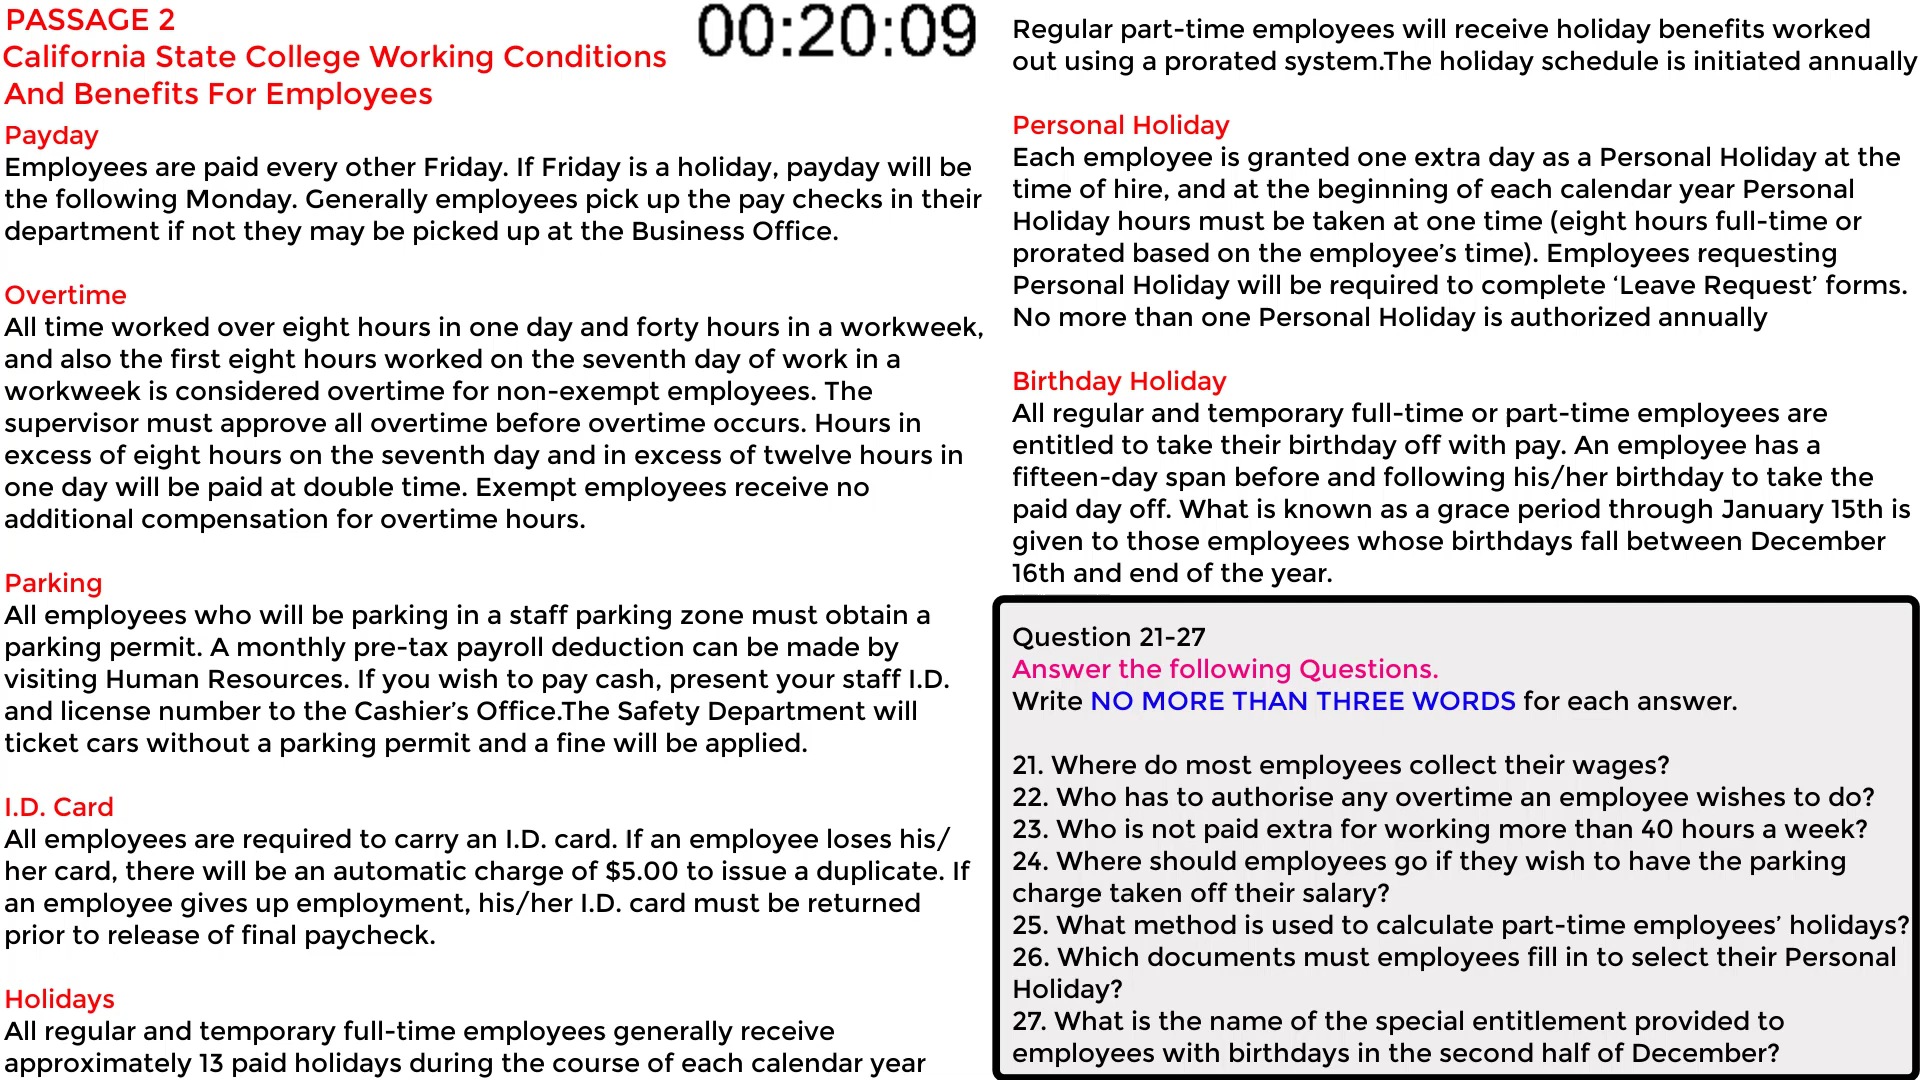 PASSAGE 2
California State College Working Conditions
And Benefits For Employees
00:20:09
Payday
Employees are paid every other Friday. If Friday is a holiday, payday will be
the following Monday. Generally employees pick up the pay checks in their
department if not they may be picked up at the Business Office.
Overtime
All time worked over eight hours in one day and forty hours in a workweek,
and also the first eight hours worked on the seventh day of work in a
workweek is considered overtime for non-exempt employees. The
supervisor must approve all overtime before overtime occurs. Hours in
excess of eight hours on the seventh day and in excess of twelve hours in
one day will be paid at double time. Exempt employees receive no
additional compensation for overtime hours.
Parking
All employees who will be parking in a staff parking zone must obtain a
parking permit. A monthly pre-tax payroll deduction can be made by
visiting Human Resources. If you wish to pay cash, present your staff I.D.
and license number to the Cashier’s Office.The Safety Department will
ticket cars without a parking permit and a fine will be applied.
I.D. Card
All employees are required to carry an I.D. card. If an employee loses his/
her card, there will be an automatic charge of $5.00 to issue a duplicate. If
an employee gives up employment, his/her I.D. card must be returned
prior to release of final paycheck.
Holidays
All regular and temporary full-time employees generally receive
approximately 13 paid holidays during the course of each calendar year
Regular part-time employees will receive holiday benefits worked
out using a prorated system.The holiday schedule is initiated annually
Personal Holiday
Each employee is granted one extra day as a Personal Holiday at the
time of hire, and at the beginning of each calendar year Personal
Holiday hours must be taken at one time (eight hours full-time or
prorated based on the employee’s time). Employees requesting
Personal Holiday will be required to complete ‘Leave Request’ forms.
No more than one Personal Holiday is authorized annually
Birthday Holiday
All regular and temporary full-time or part-time employees are
entitled to take their birthday off with pay. An employee has a
fifteen-day span before and following his/her birthday to take the
paid day off. What is known as a grace period through January 15th is
given to those employees whose birthdays fall between December
16th and end of the year.
Question 21-27
Answer the following Questions.
Write NO MORE THAN THREE WORDS for each answer.
21. Where do most employees collect their wages?
22. Who has to authorise any overtime an employee wishes to do?
23. Who is not paid extra for working more than 40 hours a week?
24. Where should employees go if they wish to have the parking
charge taken off their salary?
25. What method is used to calculate part-time employees’ holidays?
26. Which documents must employees fill in to select their Personal
Holiday?
27. What is the name of the special entitlement provided to
employees with birthdays in the second half of December?